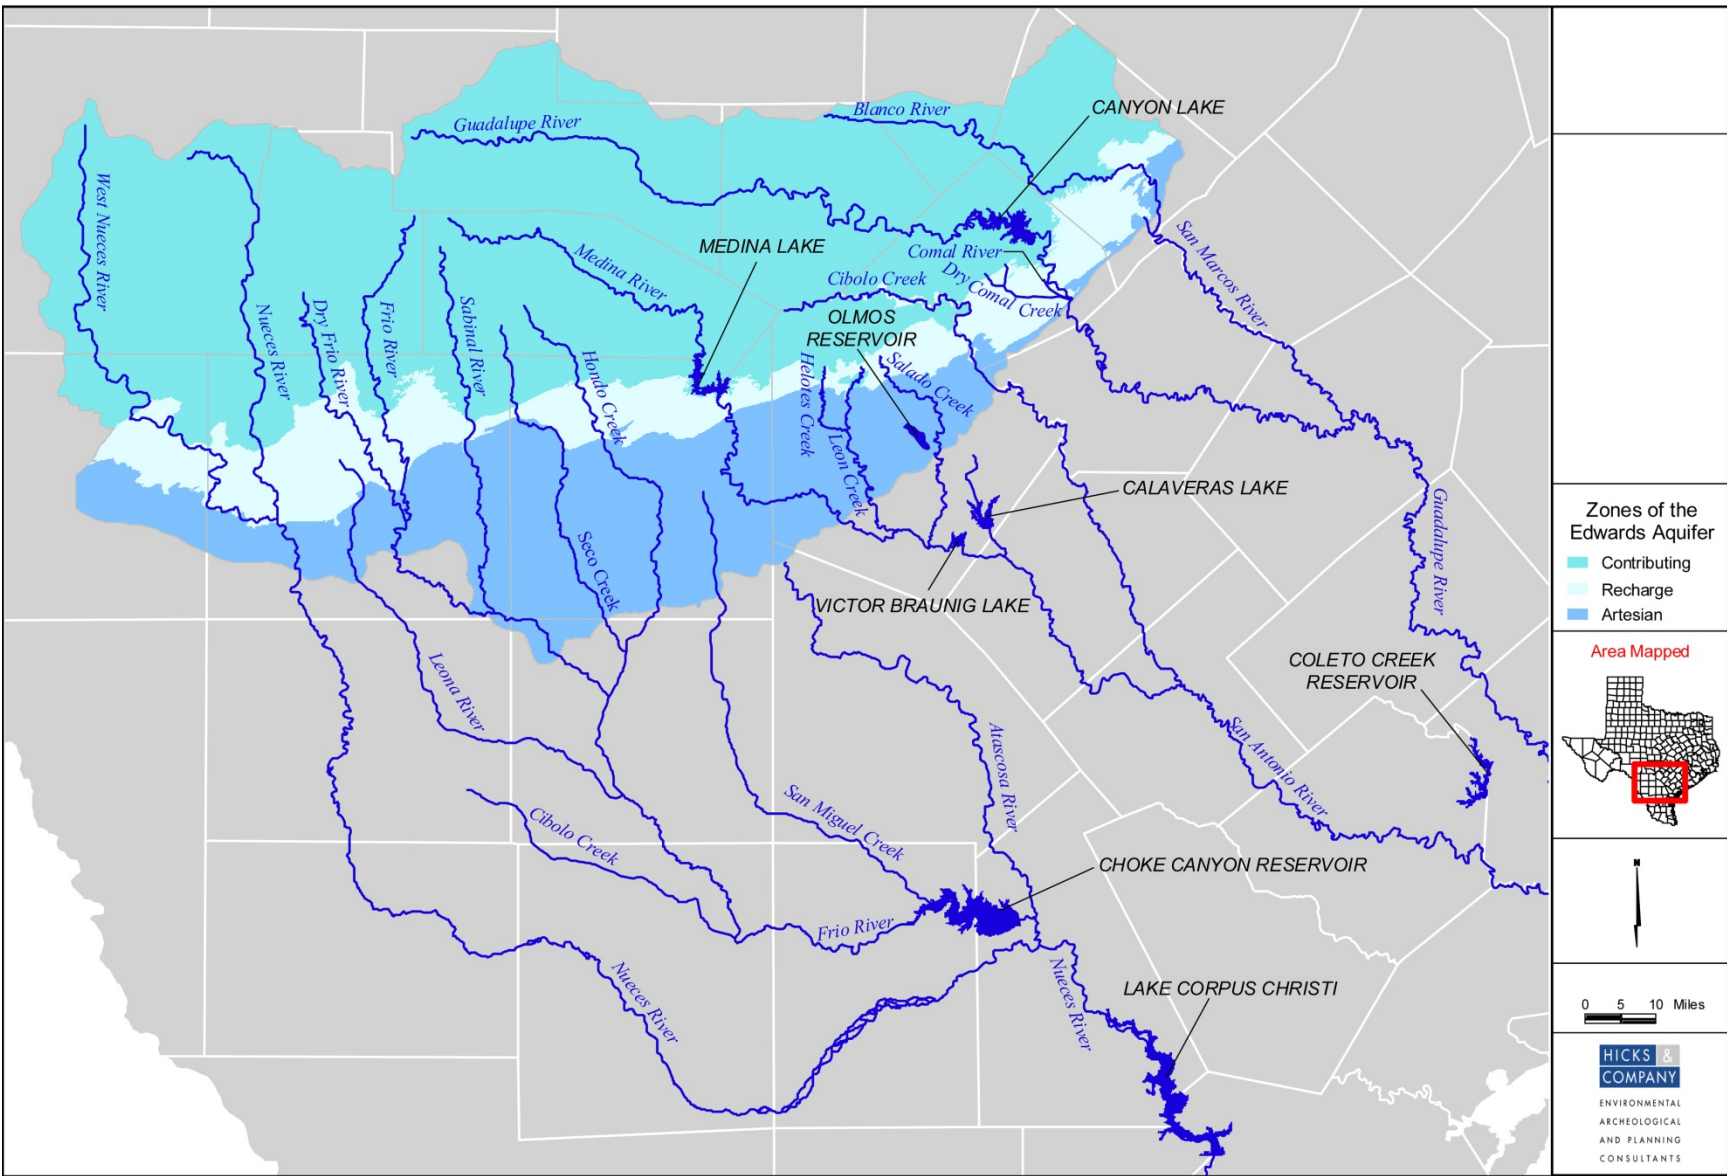 Guadalupe River
Blanco River
CANYON LAKE
West Nueces River
MEDINA LAKE
Medina River
Comal River
San Marcos River
Cibolo Creek
Dry Comal Creek
Nueces River
Dry Frio River
Frio River
Sabinal River
Hondo Creek
OLMOS
RESERVOIR
Helotes Creek
Salado Creek
Leon Creek
CALAVERAS LAKE
Guadalupe River
Seco Creek
VICTOR BRAUNIG LAKE
Leona River
COLETO CREEK
RESERVOIR
Atascosa River
San Antonio River
San Miguel Creek
Cibolo Creek
CHOKE CANYON RESERVOIR
Frio River
Nueces River
Nueces River
LAKE CORPUS CHRISTI
Zones of the
Edwards Aquifer
Contributing
Recharge
Artesian
Area Mapped
N
0 5 10 Miles
HICKS &
COMPANY
ENVIRONMENTAL
ARCHEOLOGICAL
AND PLANNING
CONSULTANTS